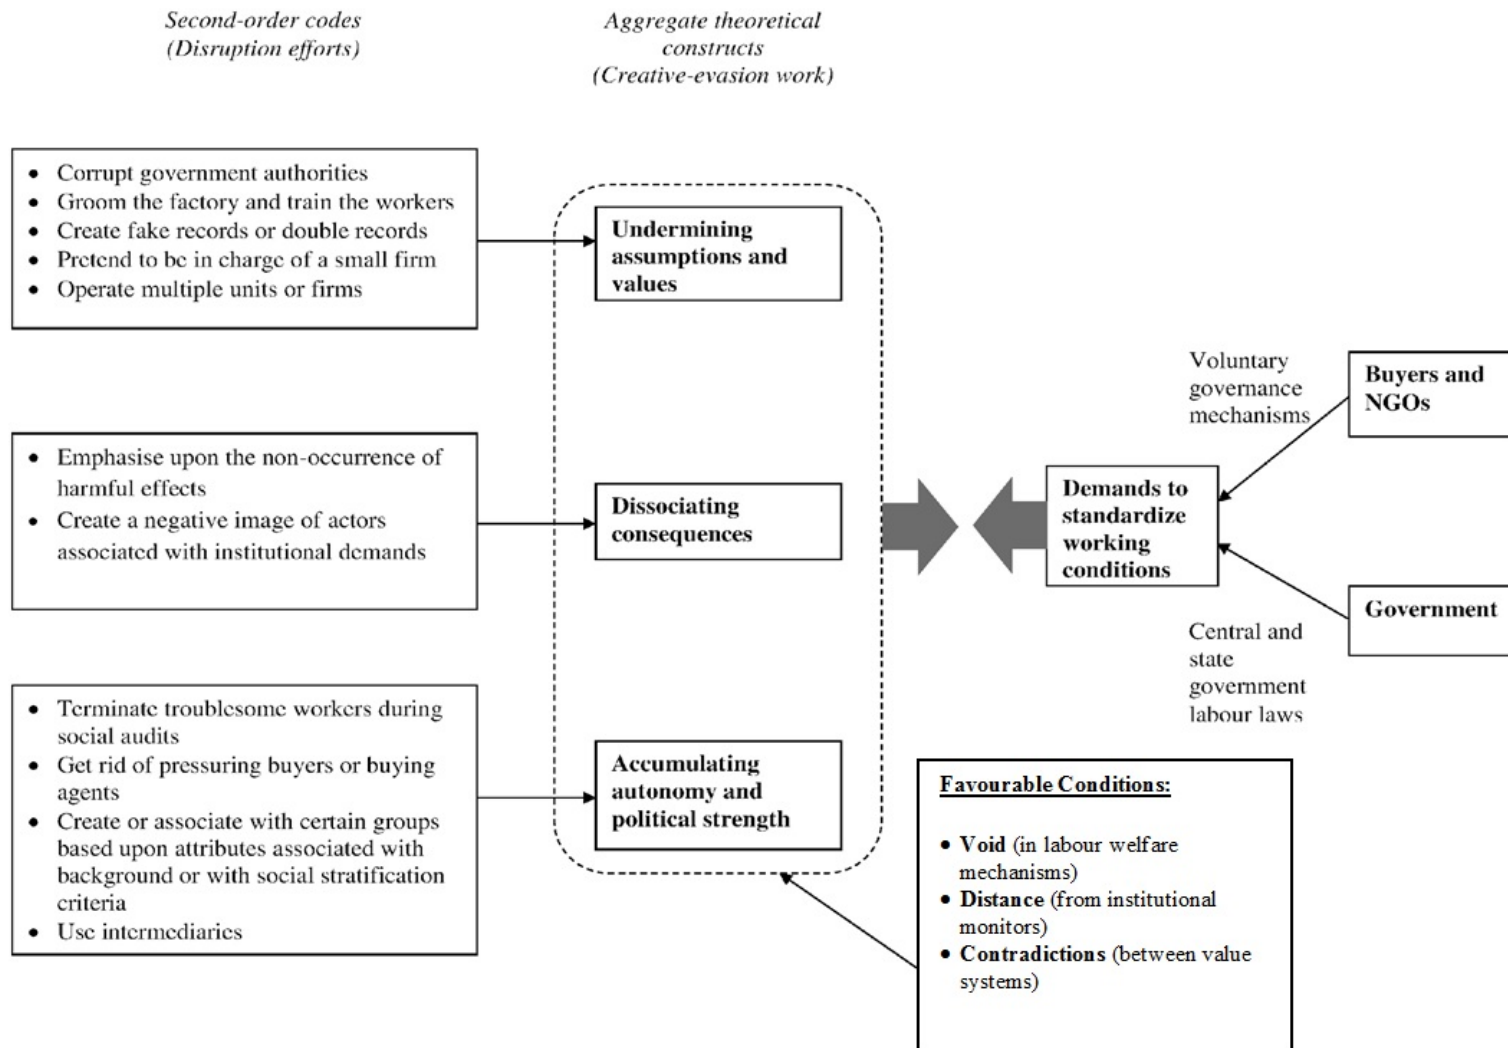 Second-order codes
(Disruption efforts)
Aggregate theoretical
constructs
(Creative-evasion work)
• Corrupt government authorities
• Groom the factory and train the workers
• Create fake records or double records
• Pretend to be in charge of a small firm
• Operate multiple units or firms
Undermining
assumptions and
values
• Emphasise upon the non-occurrence of
harmful effects
• Create a negative image of actors
associated with institutional demands
Dissociating
consequences
• Terminate troublesome workers during
social audits
• Get rid of pressuring buyers or buying
agents
• Create or associate with certain groups
based upon attributes associated with
background or with social stratification
criteria
• Use intermediaries
Accumulating
autonomy and
political strength
Voluntary
governance
mechanisms
Buyers and
NGOs
Demands to
standardize
working
conditions
Government
Central and
state
government
labour laws
Favourable Conditions:
• Void (in labour welfare
mechanisms)
• Distance (from institutional
monitors)
• Contradictions (between value
systems)